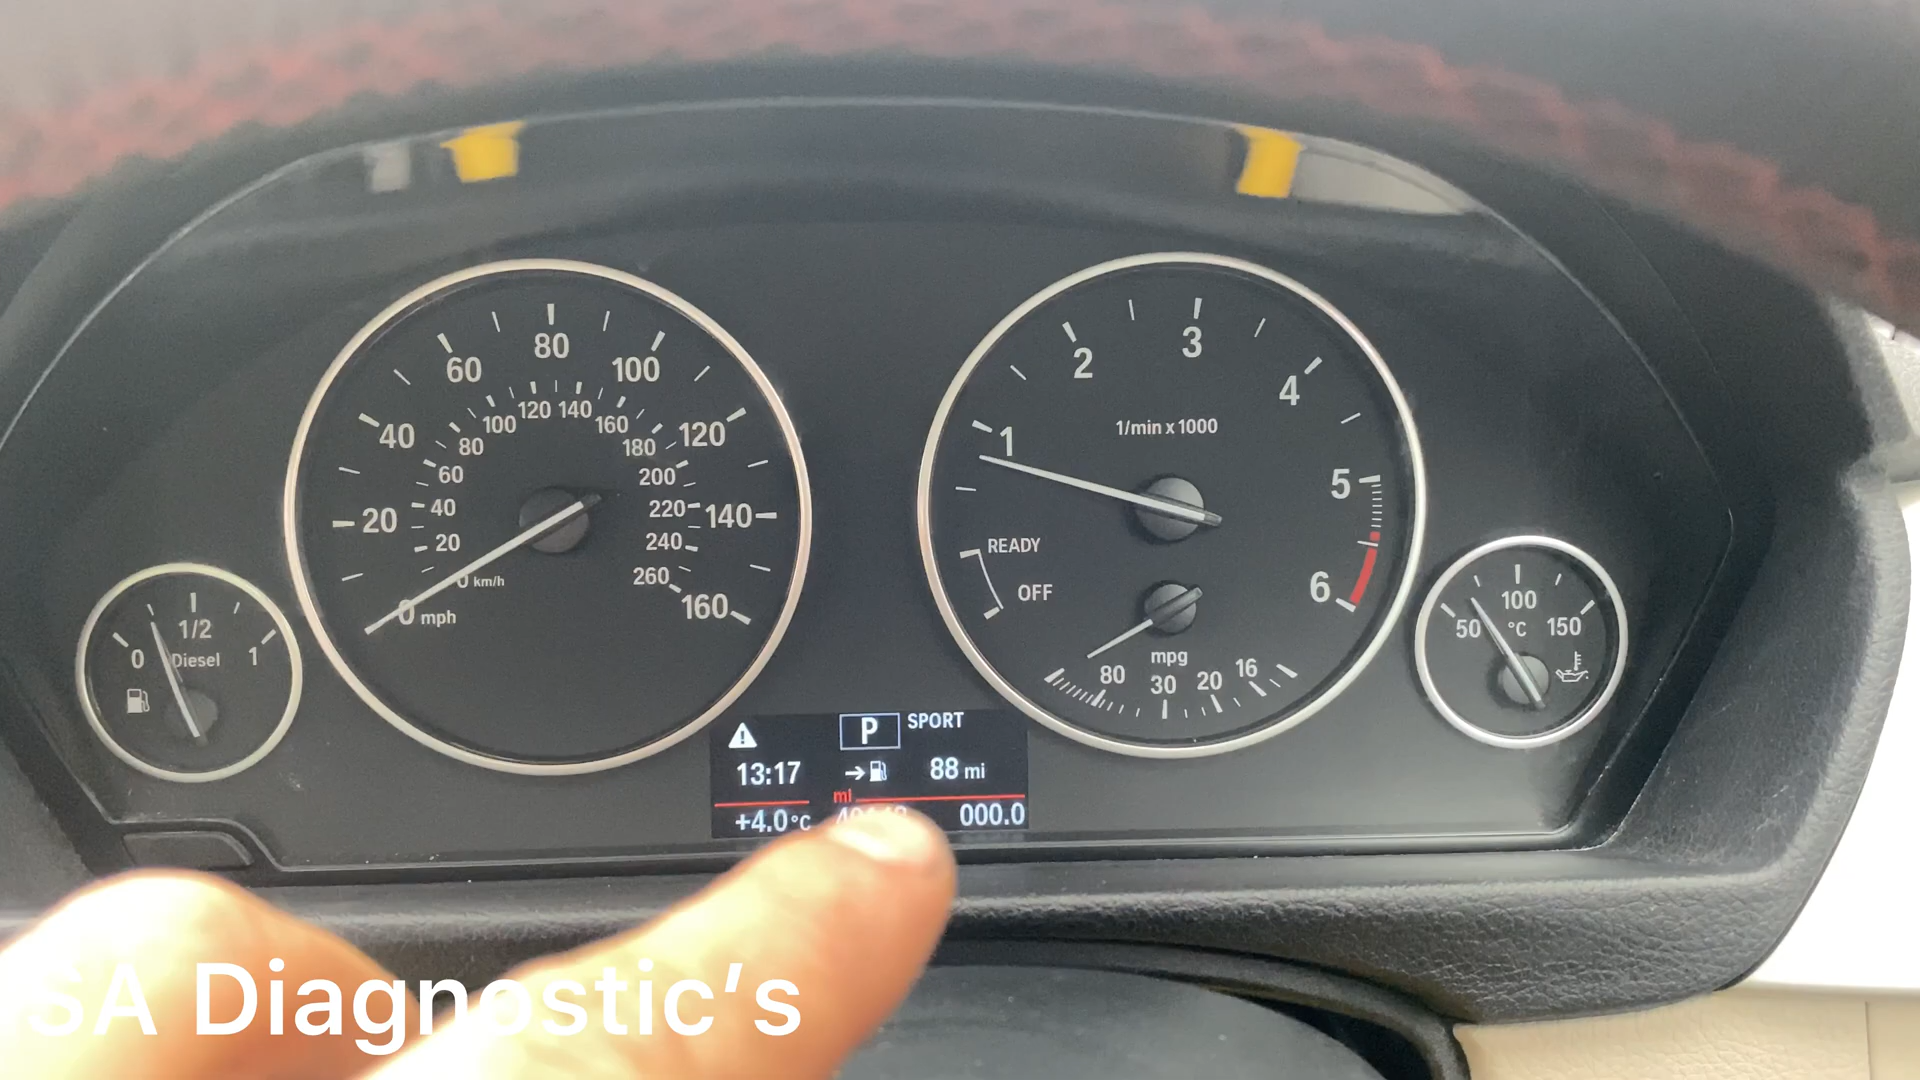 60 80 100
40 120
20 140
0 mph 160
80 100 120 140 160 180
60 200
40 220
20 240
0 km/h 260
1 2 3 4 5 6
1/min x 1000
READY
OFF
mpg
80 30 20 16
0 1/2 1
Diesel
50 100 150
°C
P SPORT
13:17 88 mi
mi
+4.0°C 000.0
SA Diagnostic’s